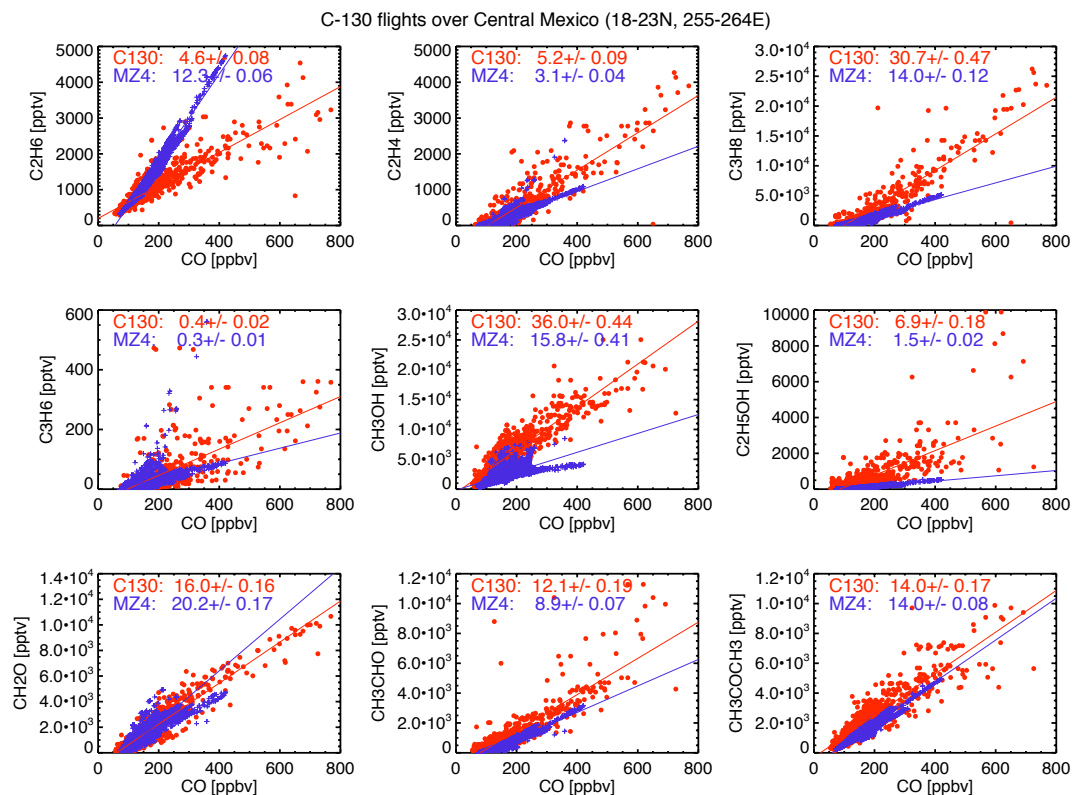 C-130 flights over Central Mexico (18-23N, 255-264E)
C130: 4.6+/- 0.08
MZ4: 12.3+/- 0.06
C2H6 [pptv]
5000
4000
3000
2000
1000
0
0 200 400 600 800
CO [ppbv]
C130: 5.2+/- 0.09
MZ4: 3.1+/- 0.04
C2H4 [pptv]
5000
4000
3000
2000
1000
0
0 200 400 600 800
CO [ppbv]
C130: 30.7+/- 0.47
MZ4: 14.0+/- 0.12
C3H8 [pptv]
3.0•10⁴
2.5•10⁴
2.0•10⁴
1.5•10⁴
1.0•10⁴
5.0•10³
0
0 200 400 600 800
CO [ppbv]
C130: 0.4+/- 0.02
MZ4: 0.3+/- 0.01
C3H6 [pptv]
600
400
200
0
0 200 400 600 800
CO [ppbv]
C130: 36.0+/- 0.44
MZ4: 15.8+/- 0.41
CH3OH [pptv]
3.0•10⁴
2.5•10⁴
2.0•10⁴
1.5•10⁴
1.0•10⁴
5.0•10³
0
0 200 400 600 800
CO [ppbv]
C130: 6.9+/- 0.18
MZ4: 1.5+/- 0.02
C2H5OH [pptv]
10000
8000
6000
4000
2000
0
0 200 400 600 800
CO [ppbv]
C130: 16.0+/- 0.16
MZ4: 20.2+/- 0.17
CH2O [pptv]
1.4•10⁴
1.2•10⁴
1.0•10⁴
8.0•10³
6.0•10³
4.0•10³
2.0•10³
0
0 200 400 600 800
CO [ppbv]
C130: 12.1+/- 0.19
MZ4: 8.9+/- 0.07
CH3CHO [pptv]
1.2•10⁴
1.0•10⁴
8.0•10³
6.0•10³
4.0•10³
2.0•10³
0
0 200 400 600 800
CO [ppbv]
C130: 14.0+/- 0.17
MZ4: 14.0+/- 0.08
CH3COCH3 [pptv]
1.2•10⁴
1.0•10⁴
8.0•10³
6.0•10³
4.0•10³
2.0•10³
0
0 200 400 600 800
CO [ppbv]